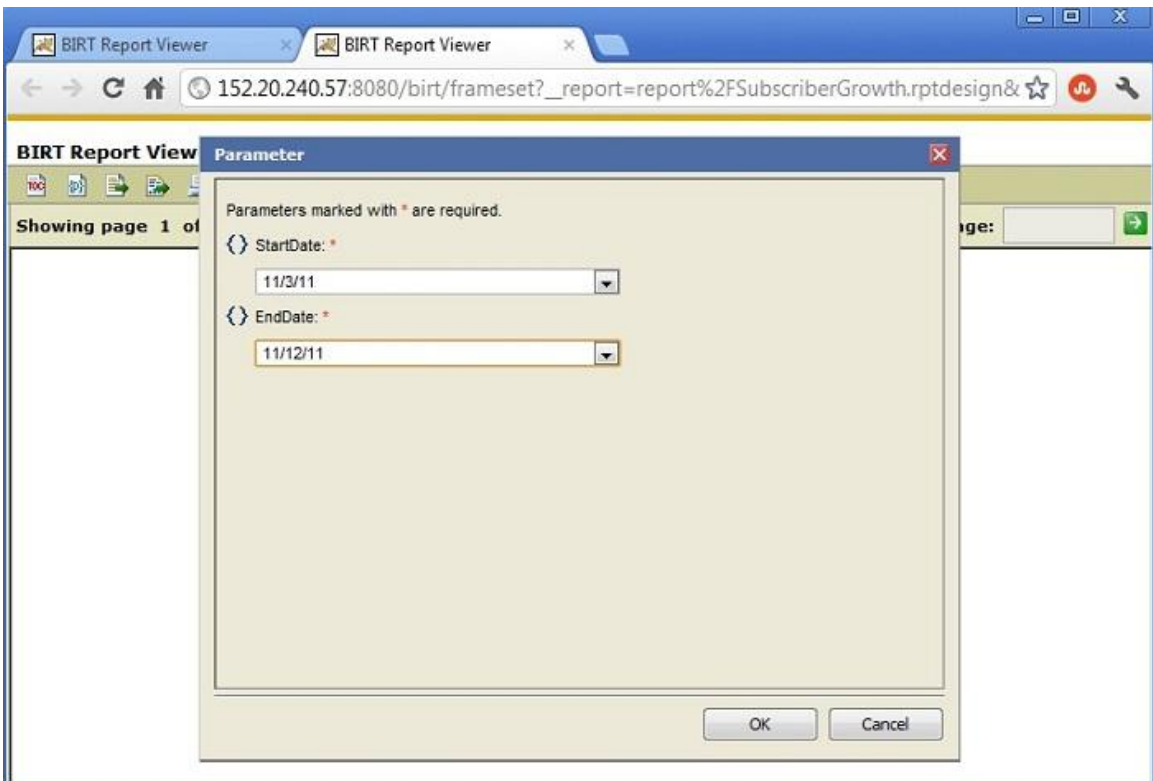 BIRT Report Viewer
BIRT Report Viewer
152.20.240.57:8080/birt/frameset?__report=report%2FSubscriberGrowth.rptdesign&
BIRT Report View
Parameter
TOC
Parameters marked with * are required.
Showing page 1 of
ge:
{} StartDate: *
11/3/11
{} EndDate: *
11/12/11
OK
Cancel